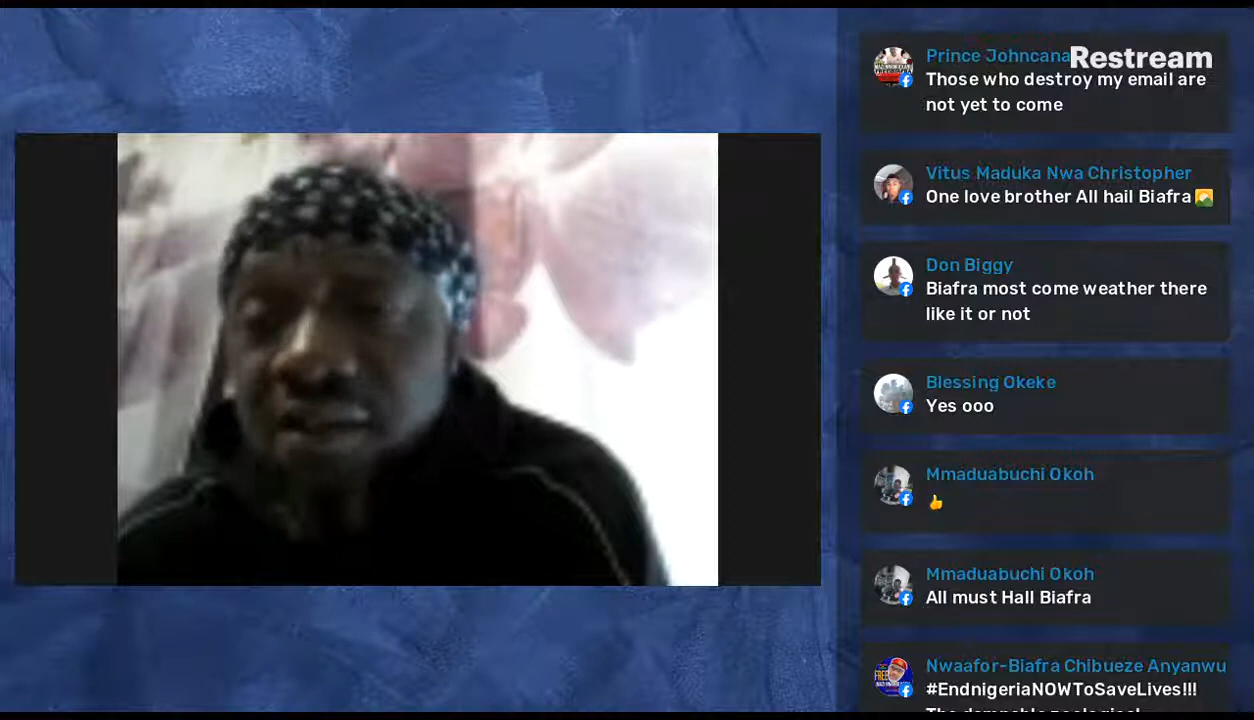 Prince Johncana
Restream
Those who destroy my email are
not yet to come
Vitus Maduka Nwa Christopher
One love brother All hail Biafra
Don Biggy
Biafra most come weather there
like it or not
Blessing Okeke
Yes ooo
Mmaduabuchi Okoh
Mmaduabuchi Okoh
All must Hall Biafra
Nwaafor-Biafra Chibueze Anyanwu
#EndnigeriaNOWToSaveLives!!!